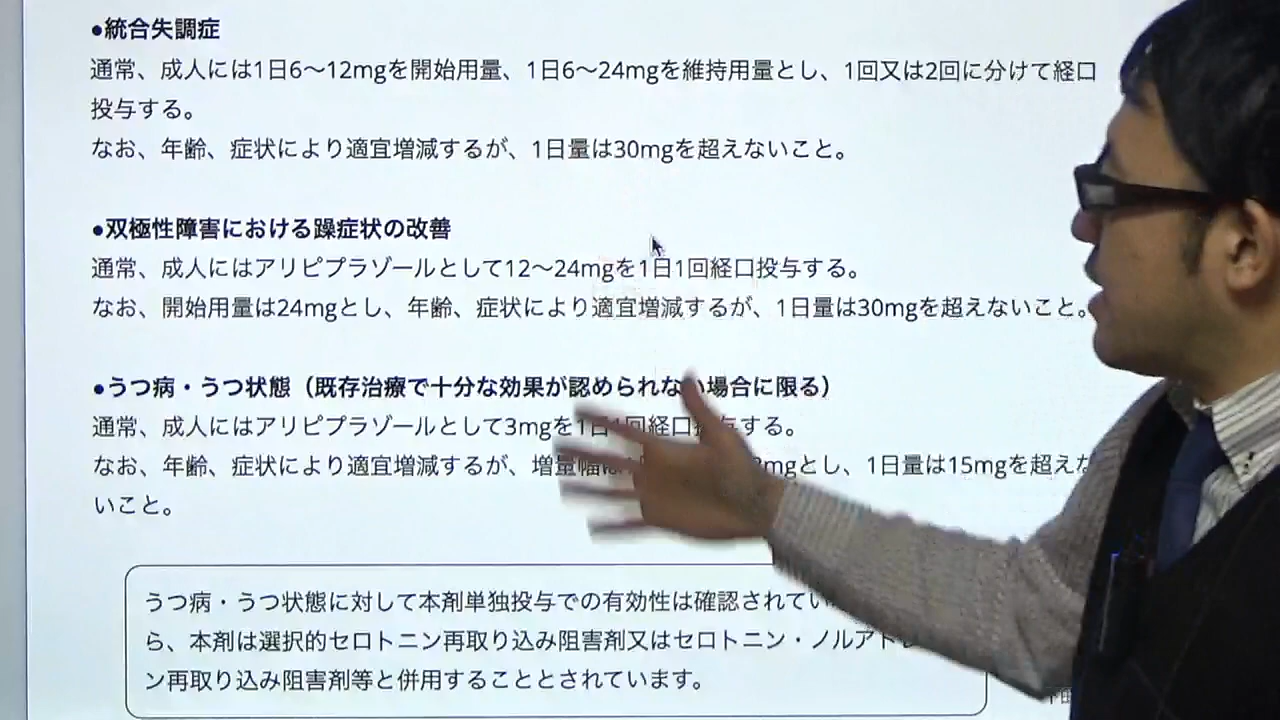 ●統合失調症
通常、成人には1日6～12mgを開始用量、1日6～24mgを維持用量とし、1回又は2回に分けて経口
投与する。
なお、年齢、症状により適宜増減するが、1日量は30mgを超えないこと。
●双極性障害における躁症状の改善
通常、成人にはアリピプラゾールとして12～24mgを1日1回経口投与する。
なお、開始用量は24mgとし、年齢、症状により適宜増減するが、1日量は30mgを超えないこと。
●うつ病・うつ状態（既存治療で十分な効果が認められない場合に限る）
通常、成人にはアリピプラゾールとして3mgを1日1回経口投与する。
なお、年齢、症状により適宜増減するが、増量幅は mgとし、1日量は15mgを超えな
いこと。
うつ病・うつ状態に対して本剤単独投与での有効性は確認されてい
ら、本剤は選択的セロトニン再取り込み阻害剤又はセロトニン・ノルアドレ
ン再取り込み阻害剤等と併用することとされています。